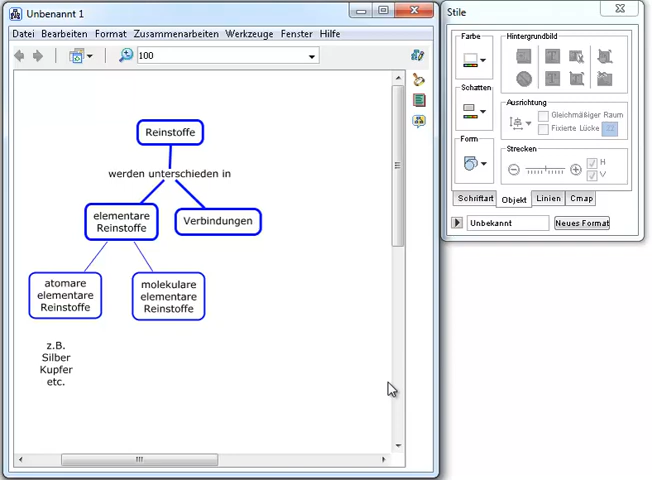 Unbenannt 1
Datei Bearbeiten Format Zusammenarbeiten Werkzeuge Fenster Hilfe
100
Reinstoffe
werden unterschieden in
elementare
Reinstoffe
Verbindungen
atomare
elementare
Reinstoffe
molekulare
elementare
Reinstoffe
z.B.
Silber
Kupfer
etc.
Stile
Farbe
Hintergrundbild
Schatten
Ausrichtung
Gleichmäßiger Raum
Fixierte Lücke
Form
Strecken
H
V
Schriftart Objekt Linien Cmap
Unbekannt
Neues Format